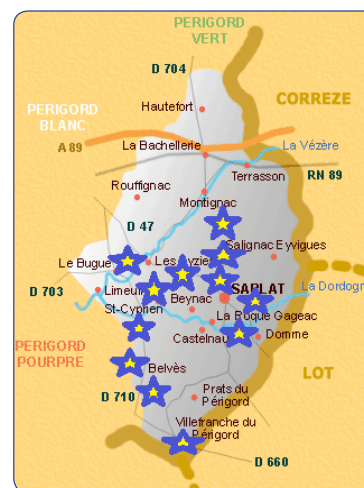 PERIGORD
VERT
D 704
Hautefort
CORREZE
PERIGORD
BLANC
A 89
La Bachellerie
La Vézère
Terrasson
RN 89
Rouffignac
Montignac
D 47
Salignac Eyvigues
Le Bugue
Les Eyzie
D 703
Limeuil
SARLAT
La Dordogn
St-Cyprien
Beynac
La Roque Gageac
Castelnau
Domme
PERIGORD
POURPRE
LOT
Belvès
D 710
Prats du
Périgord
Villefranche du
Périgord
D 660